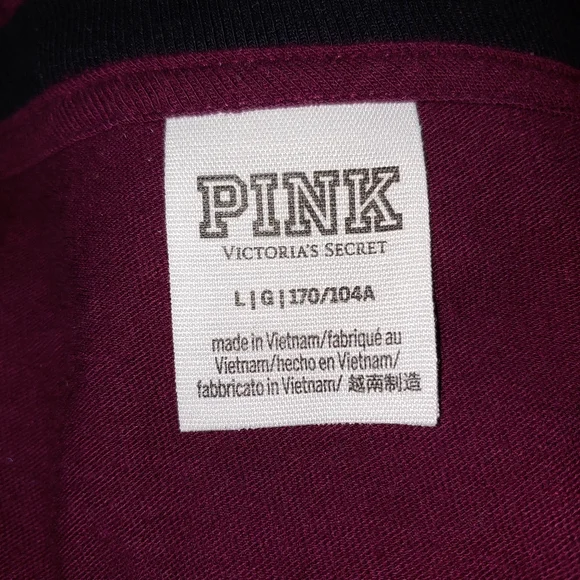 PINK
VICTORIA'S SECRET
L|G|170/104A
made in Vietnam/fabriqué au
Vietnam/hecho en Vietnam/
fabbricato in Vietnam/ 越南制造